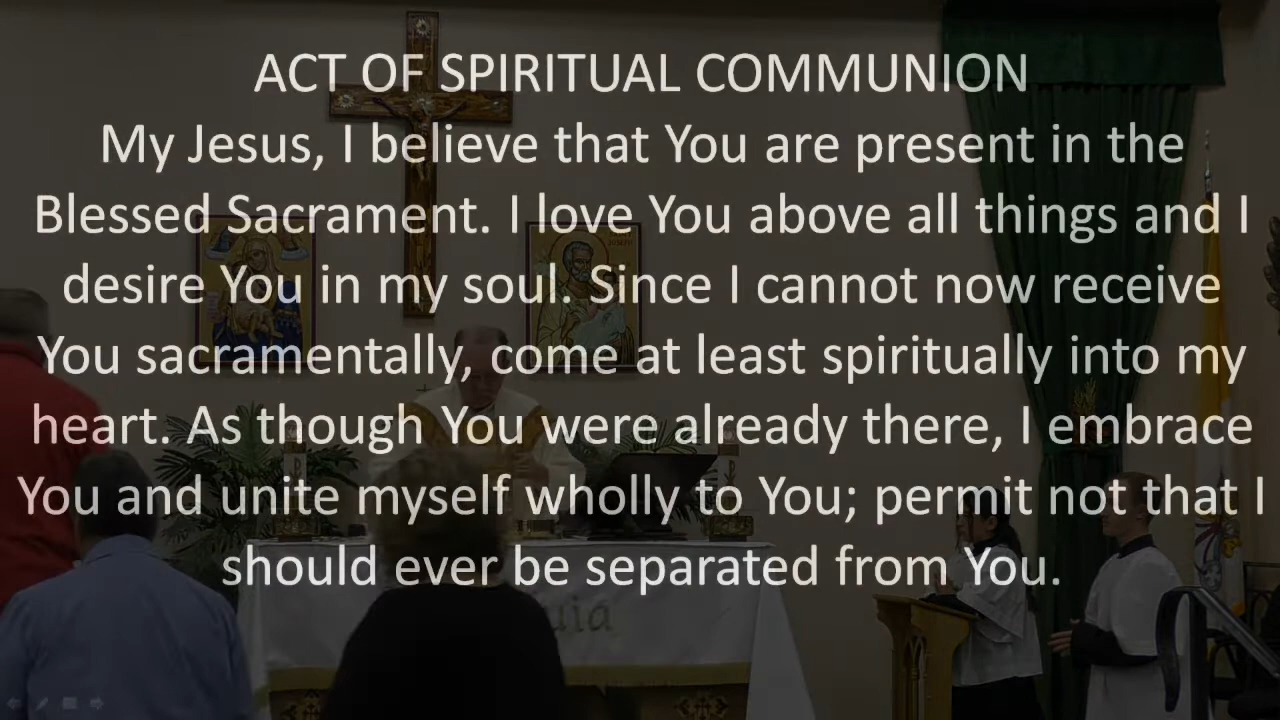 ACT OF SPIRITUAL COMMUNION
My Jesus, I believe that You are present in the
Blessed Sacrament. I love You above all things and I
desire You in my soul. Since I cannot now receive
You sacramentally, come at least spiritually into my
heart. As though You were already there, I embrace
You and unite myself wholly to You; permit not that I
should ever be separated from You.